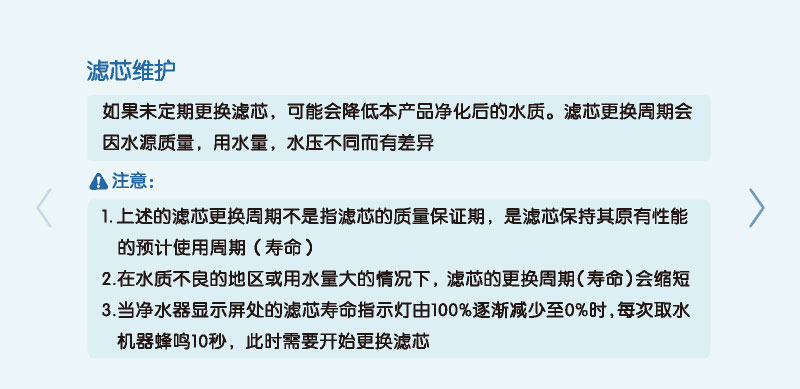 滤芯维护
如果未定期更换滤芯，可能会降低本产品净化后的水质。滤芯更换周期会
因水源质量，用水量，水压不同而有差异
注意：
1. 上述的滤芯更换周期不是指滤芯的质量保证期，是滤芯保持其原有性能
的预计使用周期（寿命）
2.在水质不良的地区或用水量大的情况下，滤芯的更换周期(寿命)会缩短
3.当净水器显示屏处的滤芯寿命指示灯由100%逐渐减少至0%时,每次取水
机器蜂鸣10秒，此时需要开始更换滤芯